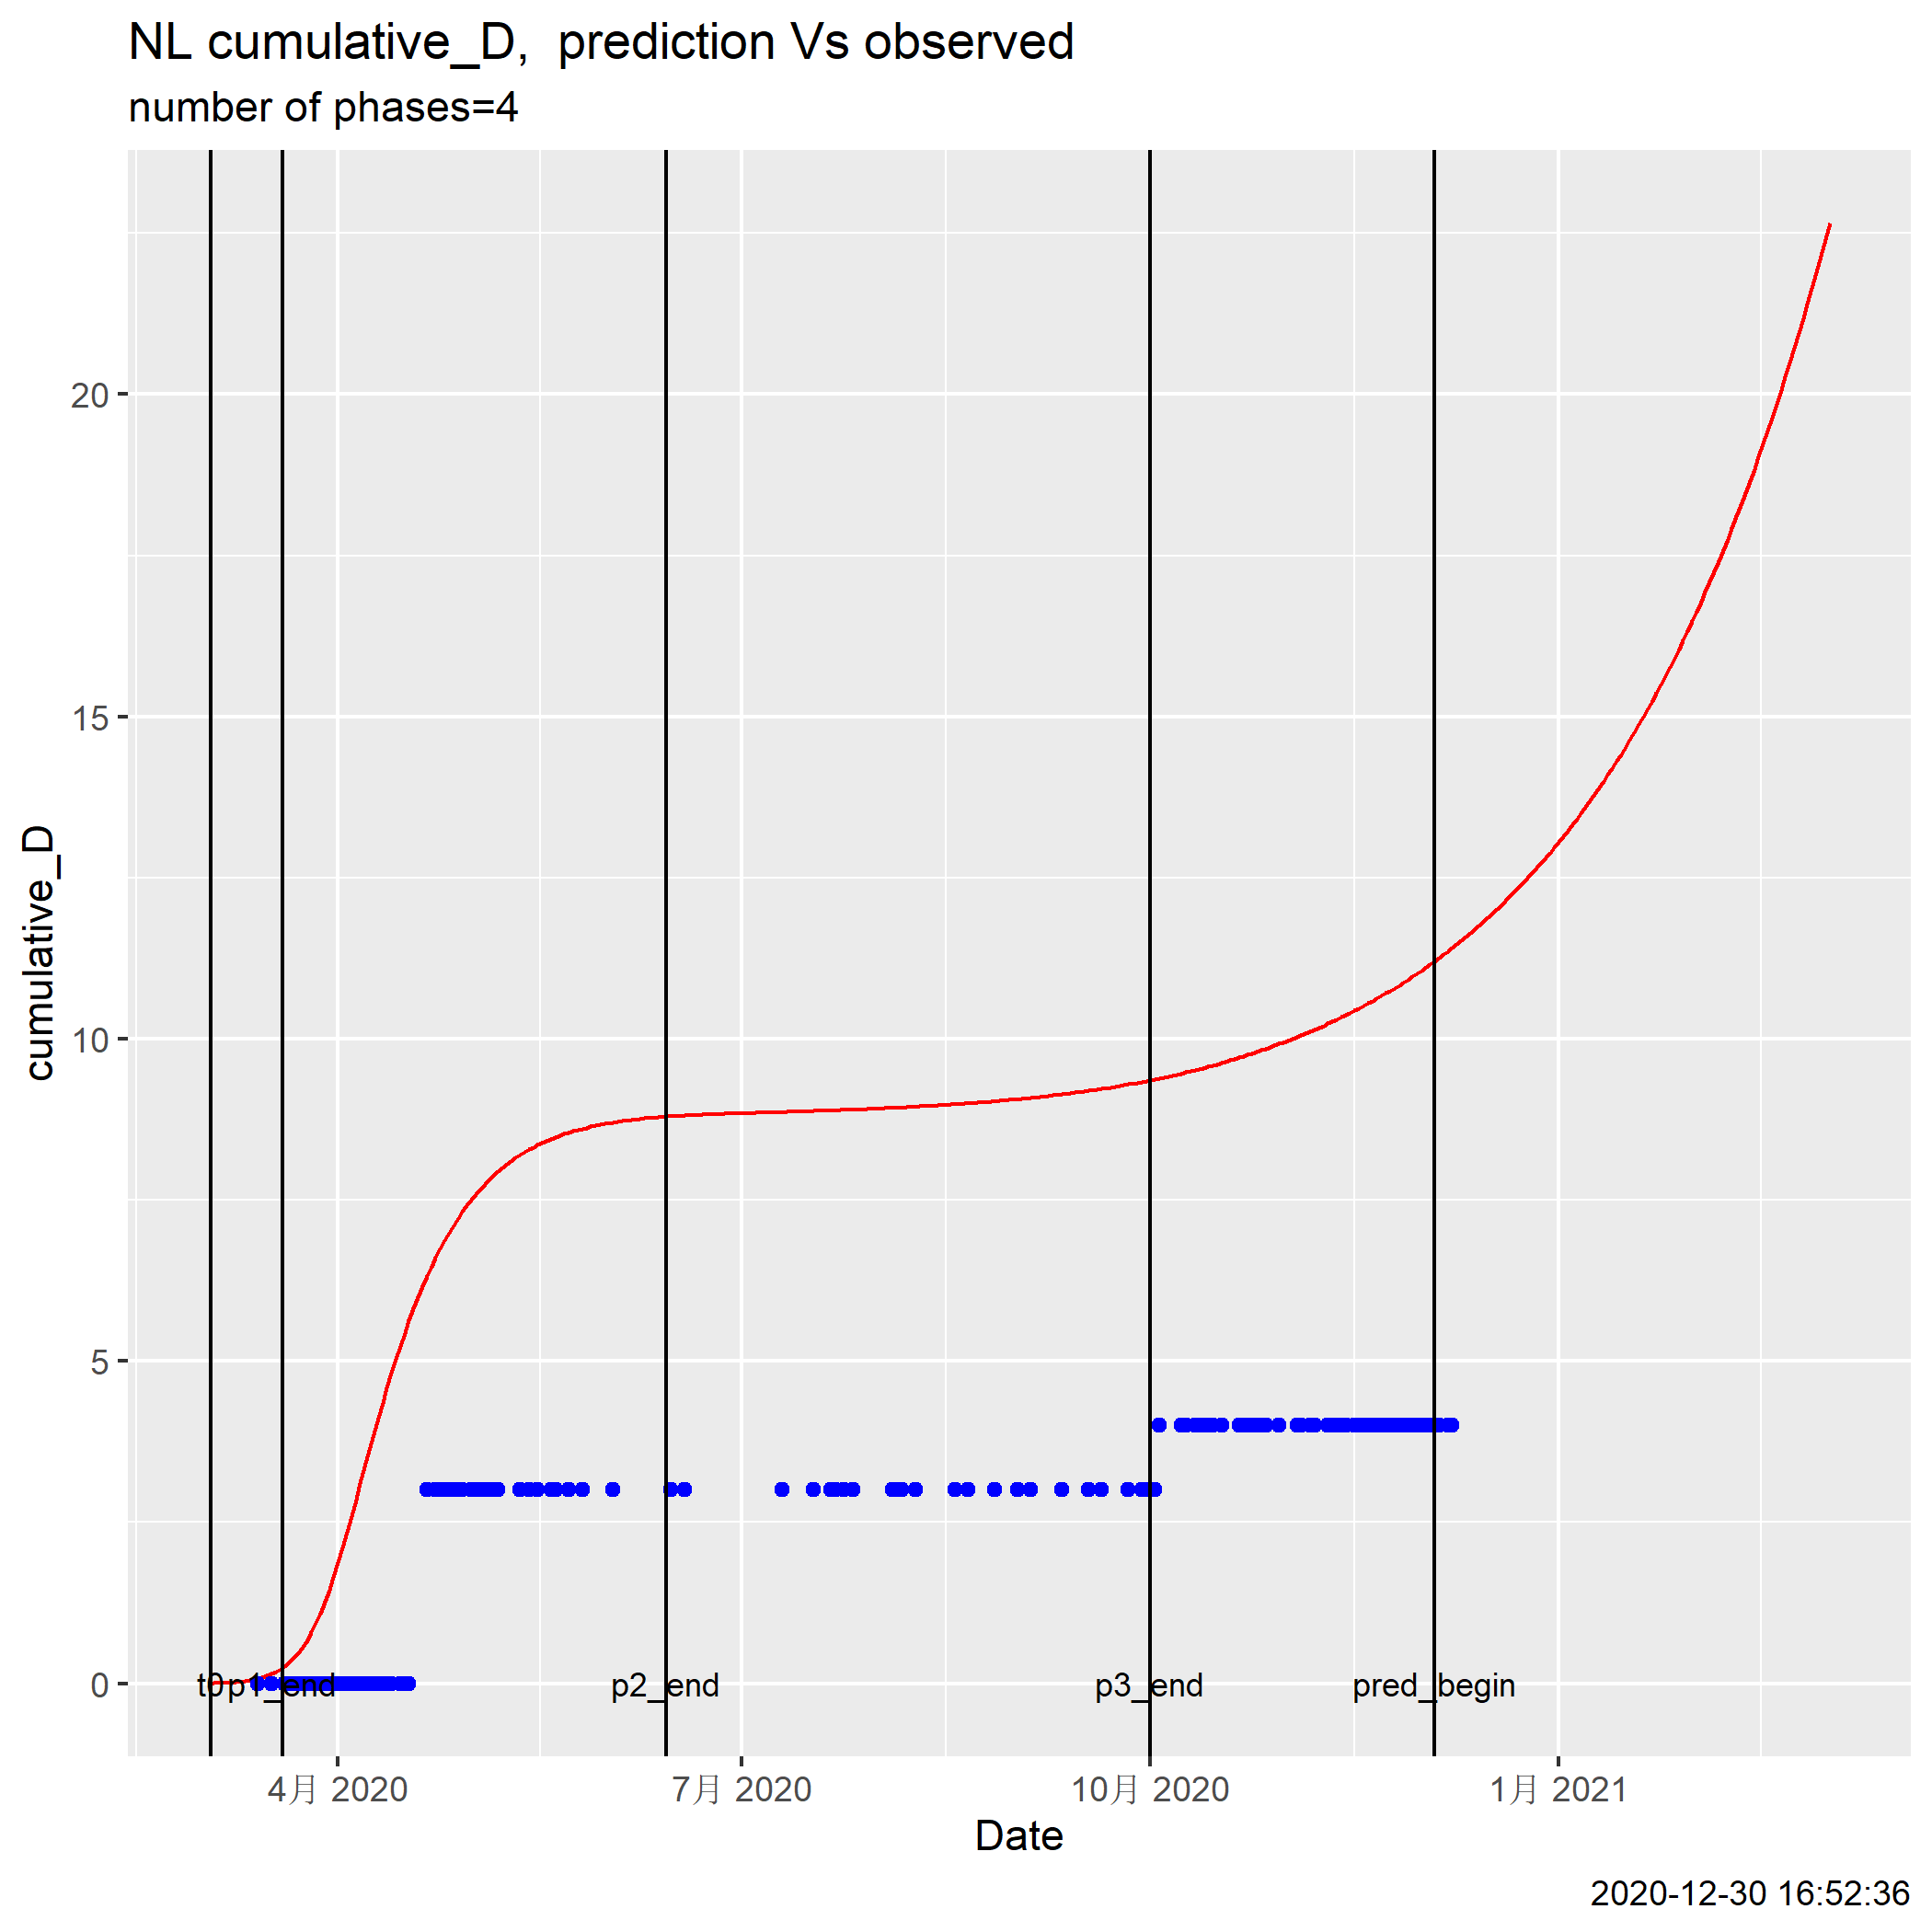 NL cumulative_D,  prediction Vs observed
number of phases=4
cumulative_D
20
15
10
5
0
t0
p1_end
p2_end
p3_end
pred_begin
4月 2020
7月 2020
10月 2020
1月 2021
Date
2020-12-30 16:52:36